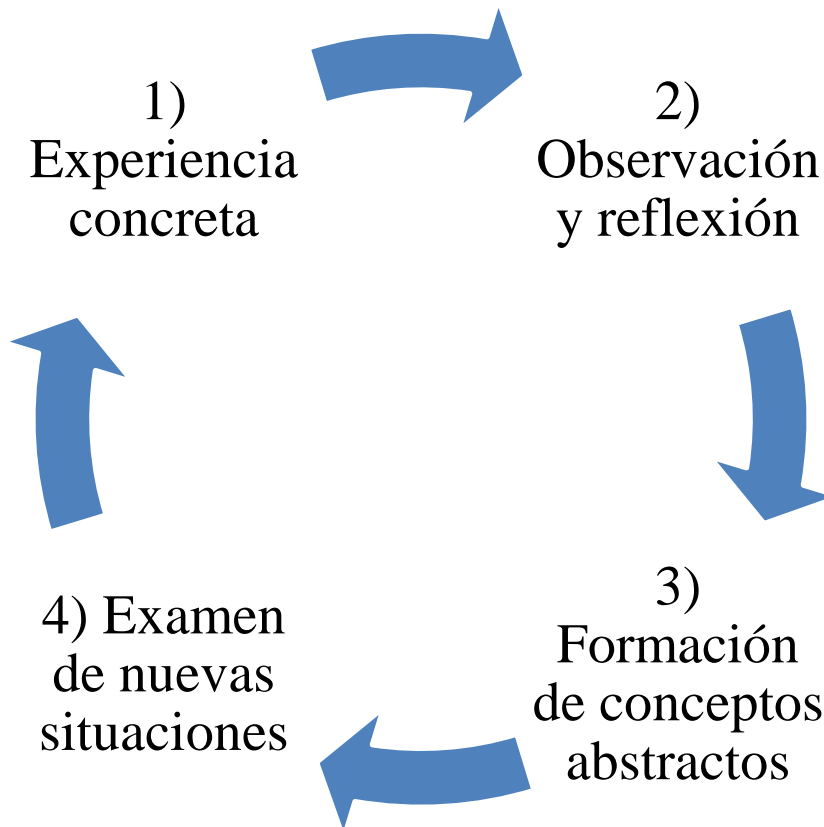 1)
Experiencia
concreta
2)
Observación
y reflexión
3)
Formación
de conceptos
abstractos
4) Examen
de nuevas
situaciones